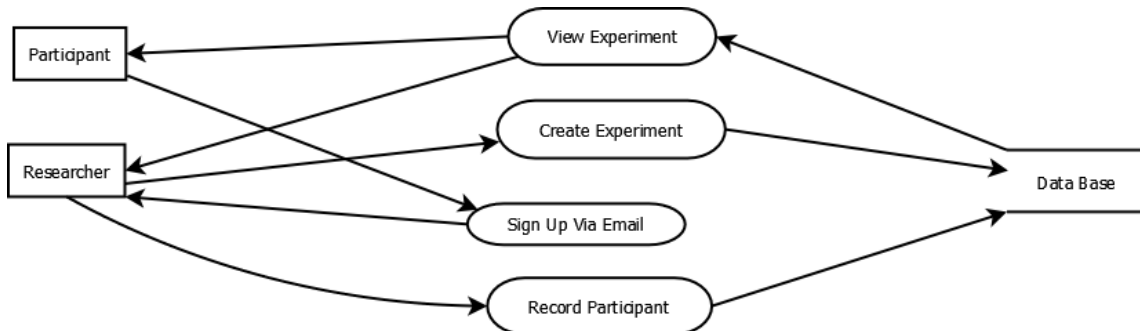 View Experiment
Participant
Create Experiment
Researcher
Data Base
Sign Up Via Email
Record Participant